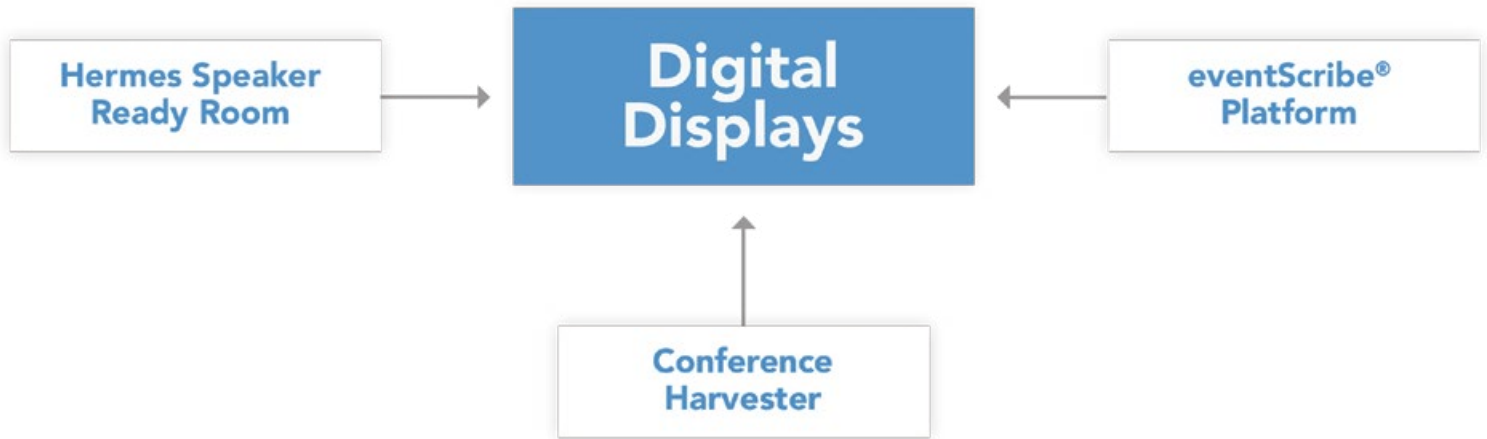 Hermes Speaker
Ready Room
Digital
Displays
eventScribe®
Platform
Conference
Harvester